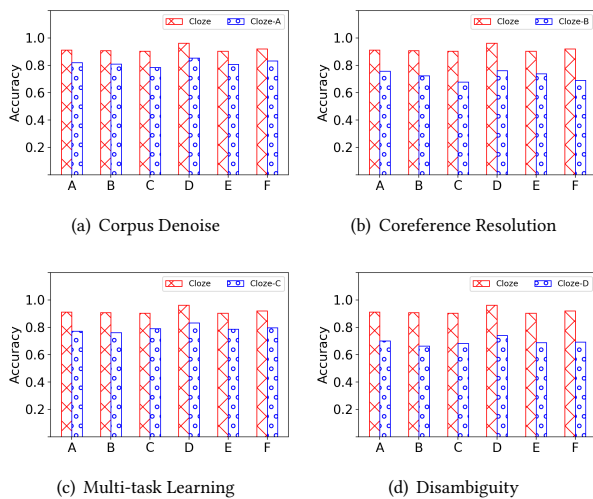 Cloze Cloze-A
1.0
0.8
0.6
0.4
0.2
Accuracy
A B C D E F
(a) Corpus Denoise
Cloze Cloze-B
1.0
0.8
0.6
0.4
0.2
Accuracy
A B C D E F
(b) Coreference Resolution
Cloze Cloze-C
1.0
0.8
0.6
0.4
0.2
Accuracy
A B C D E F
(c) Multi-task Learning
Cloze Cloze-D
1.0
0.8
0.6
0.4
0.2
Accuracy
A B C D E F
(d) Disambiguity